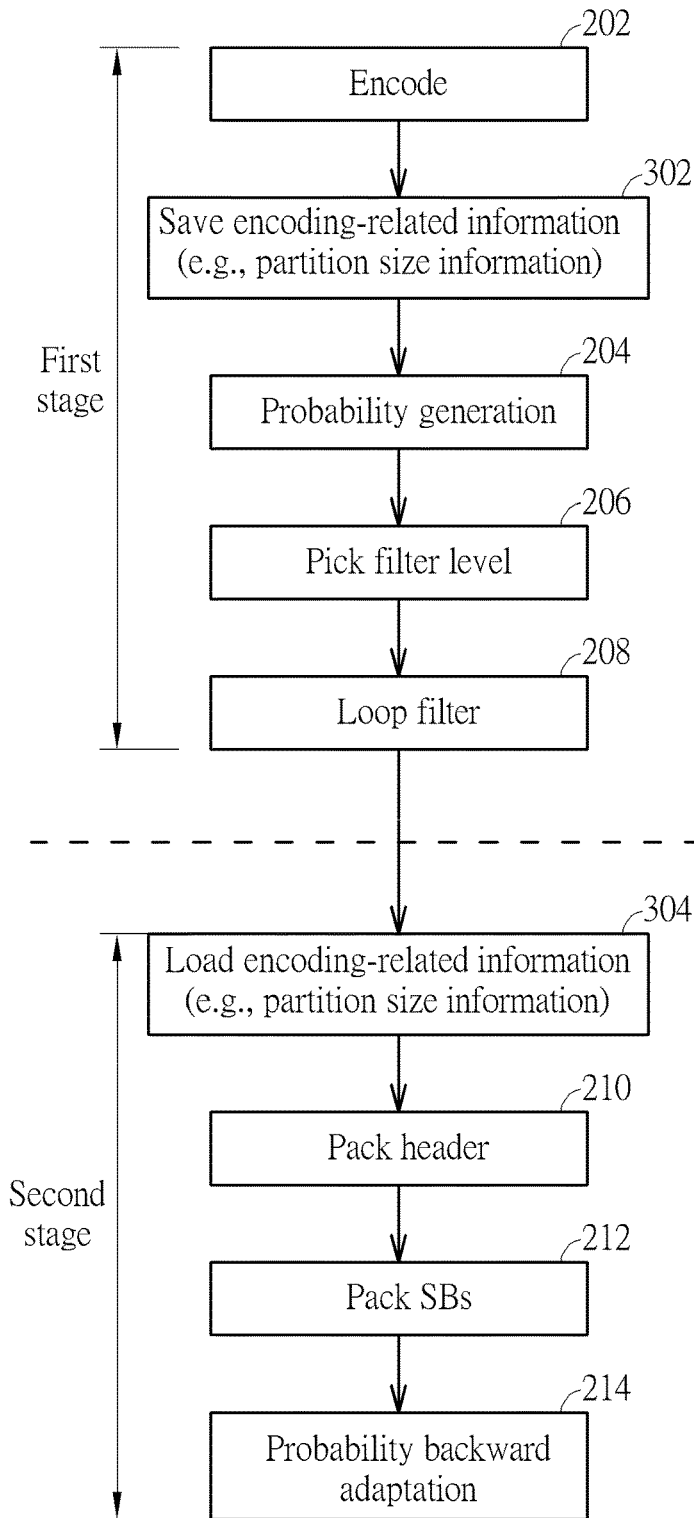 202
Encode
302
Save encoding-related information
(e.g., partition size information)
204
Probability generation
First
stage
206
Pick filter level
208
Loop filter
304
Load encoding-related information
(e.g., partition size information)
210
Pack header
Second
stage
212
Pack SBs
214
Probability backward
adaptation